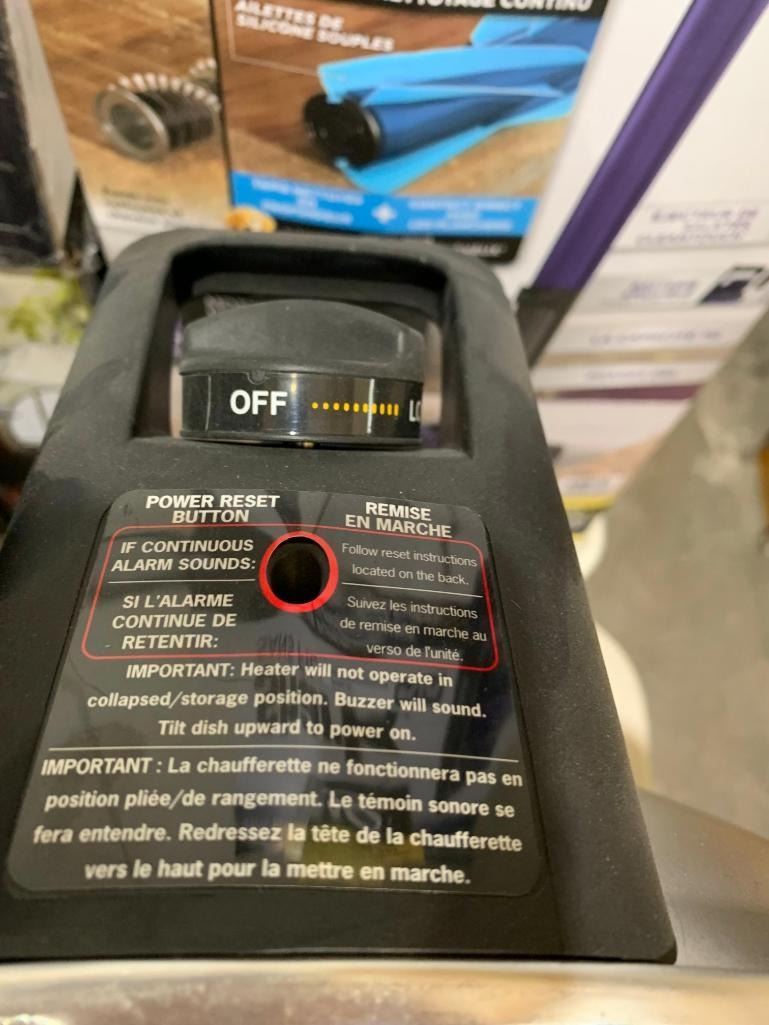 NETTOYAGE CONTINU
AILETTES DE
SILICONE SOUPLES
OFF
LO
POWER RESET
BUTTON
REMISE
EN MARCHE
IF CONTINUOUS
ALARM SOUNDS:
Follow reset instructions
located on the back.
SI L'ALARME
CONTINUE DE
RETENTIR:
Suivez les instructions
de remise en marche au
verso de l'unité.
IMPORTANT: Heater will not operate in
collapsed/storage position. Buzzer will sound.
Tilt dish upward to power on.
IMPORTANT : La chaufferette ne fonctionnera pas en
position pliée/de rangement. Le témoin sonore se
fera entendre. Redressez la tête de la chaufferette
vers le haut pour la mettre en marche.